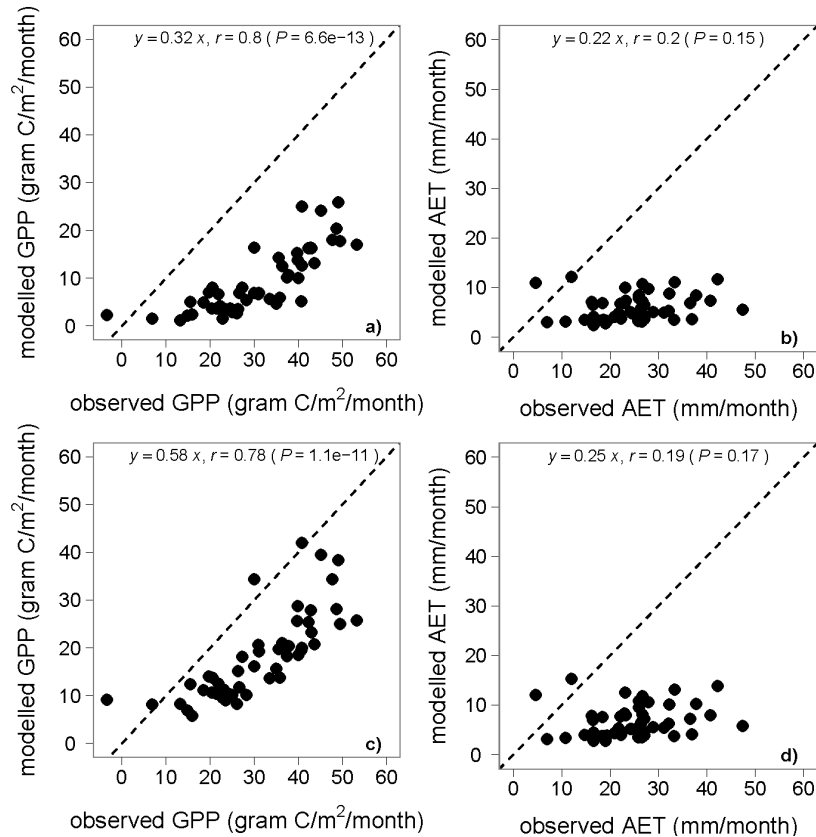 y = 0.32 x, r = 0.8 ( P = 6.6e−13 )
modelled GPP (gram C/m²/month)
60
50
40
30
20
10
0
a)
0 10 20 30 40 50 60
observed GPP (gram C/m²/month)
y = 0.22 x, r = 0.2 ( P = 0.15 )
modelled AET (mm/month)
60
50
40
30
20
10
0
b)
0 10 20 30 40 50 60
observed AET (mm/month)
y = 0.58 x, r = 0.78 ( P = 1.1e−11 )
modelled GPP (gram C/m²/month)
60
50
40
30
20
10
0
c)
0 10 20 30 40 50 60
observed GPP (gram C/m²/month)
y = 0.25 x, r = 0.19 ( P = 0.17 )
modelled AET (mm/month)
60
50
40
30
20
10
0
d)
0 10 20 30 40 50 60
observed AET (mm/month)